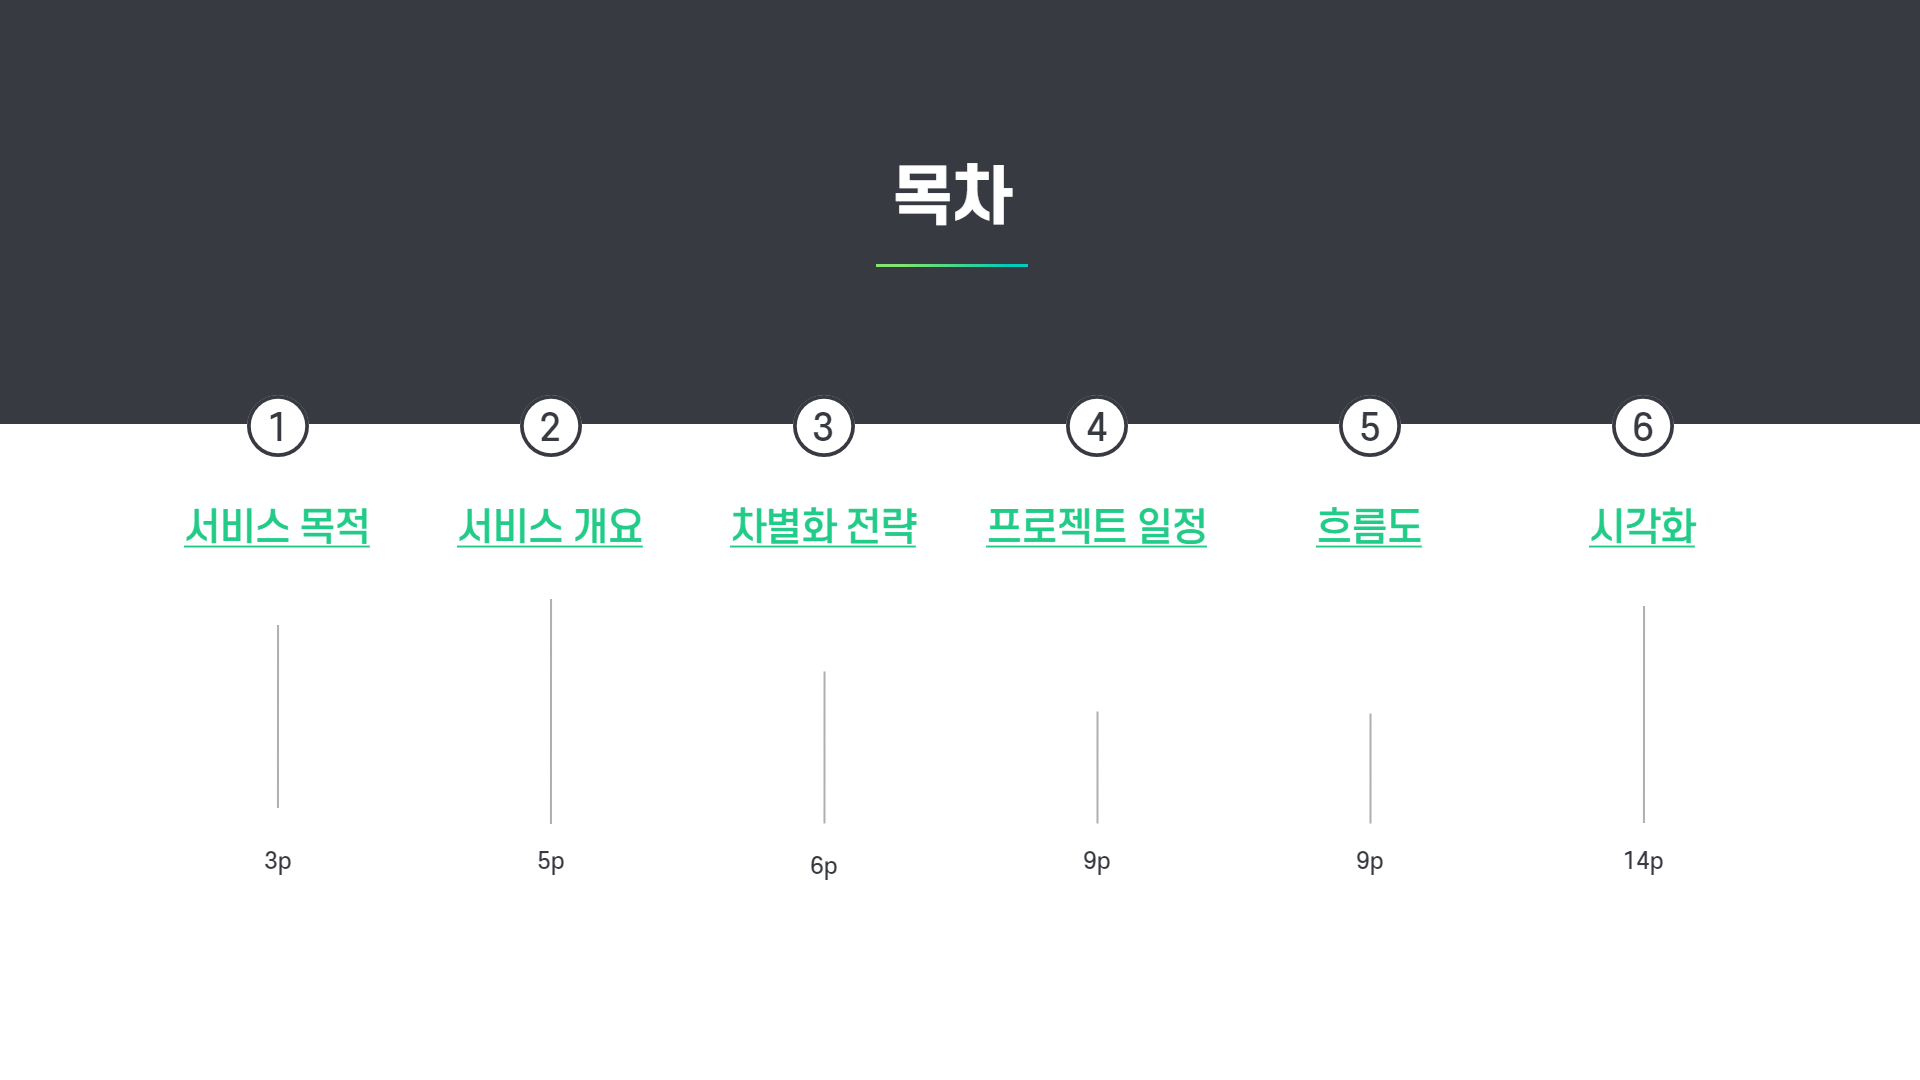 목차
1
2
3
4
5
6
서비스 목적
서비스 개요
차별화 전략
프로젝트 일정
흐름도
시각화
3p
5p
6p
9p
9p
14p